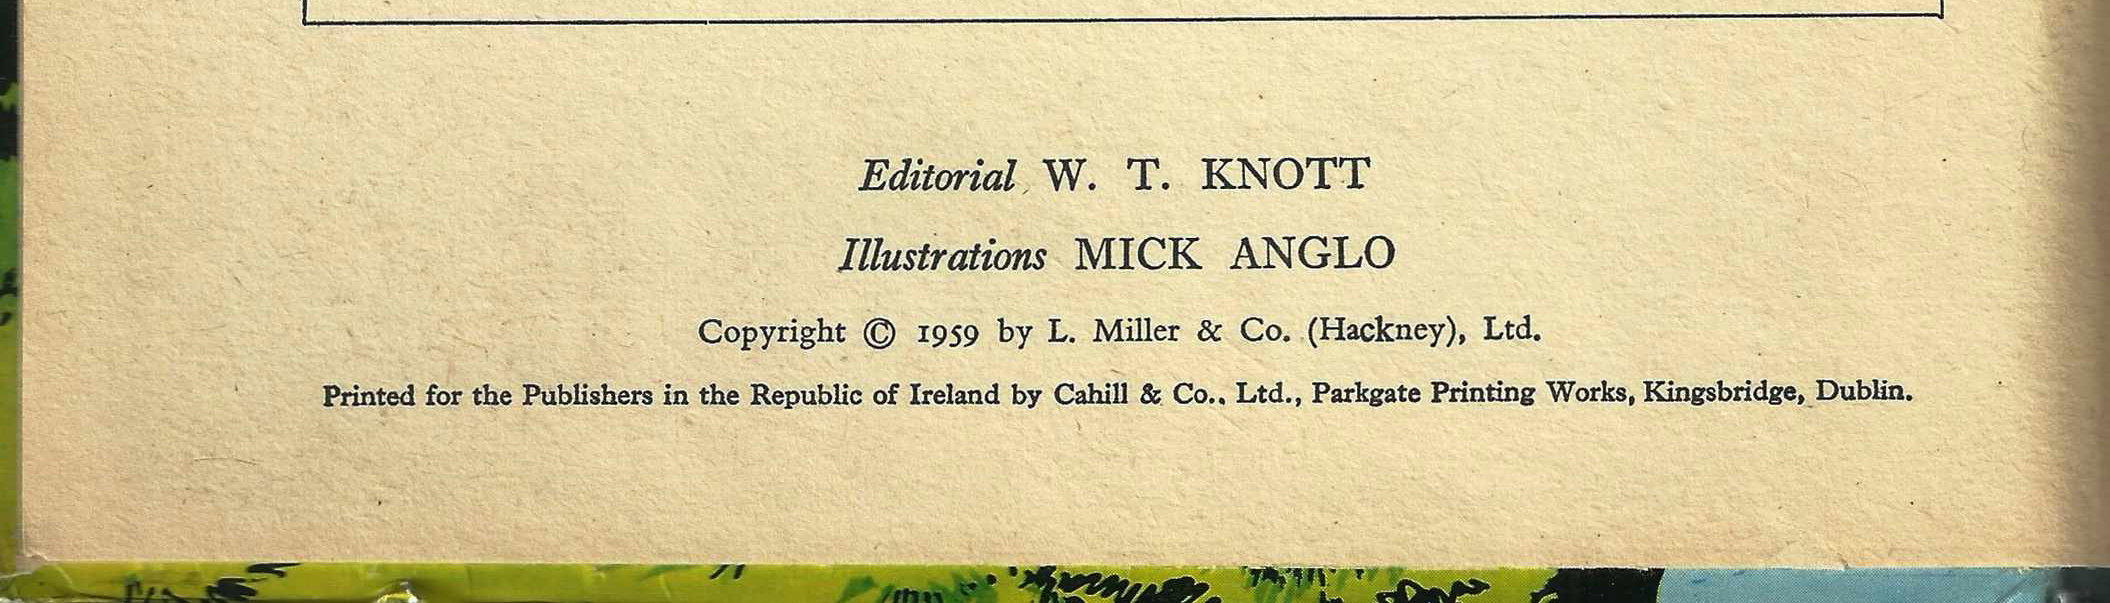 Editorial W. T. KNOTT
Illustrations MICK ANGLO
Copyright © 1959 by L. Miller & Co. (Hackney), Ltd.
Printed for the Publishers in the Republic of Ireland by Cahill & Co., Ltd., Parkgate Printing Works, Kingsbridge, Dublin.